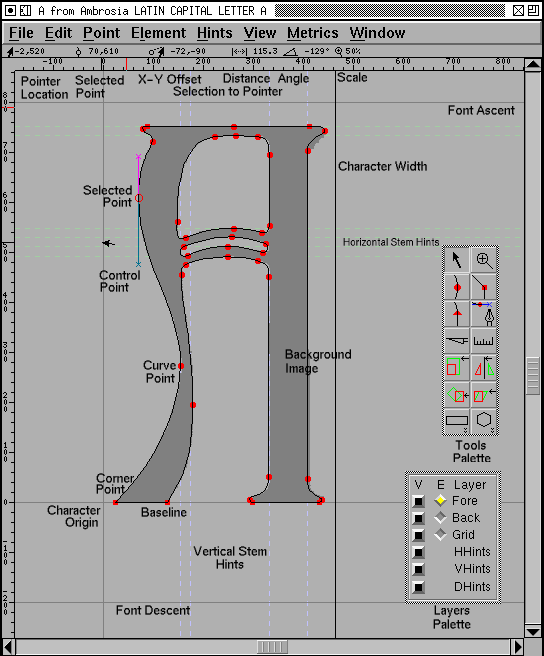 A from Ambrosia LATIN CAPITAL LETTER A
File Edit Point Element Hints View Metrics Window
-2,520 70,610 -72,-90 115.3 -129° 50%
-100 0 100 200 300 400 500 600 700 800
Pointer Location
Selected Point
X-Y Offset
Distance
Angle
Selection to Pointer
Scale
Font Ascent
Character Width
Selected Point
Horizontal Stem Hints
Control Point
Background Image
Curve Point
Tools Palette
Corner Point
Character Origin
Baseline
V E Layer
Fore
Back
Grid
HHints
VHints
DHints
Vertical Stem Hints
Font Descent
Layers Palette